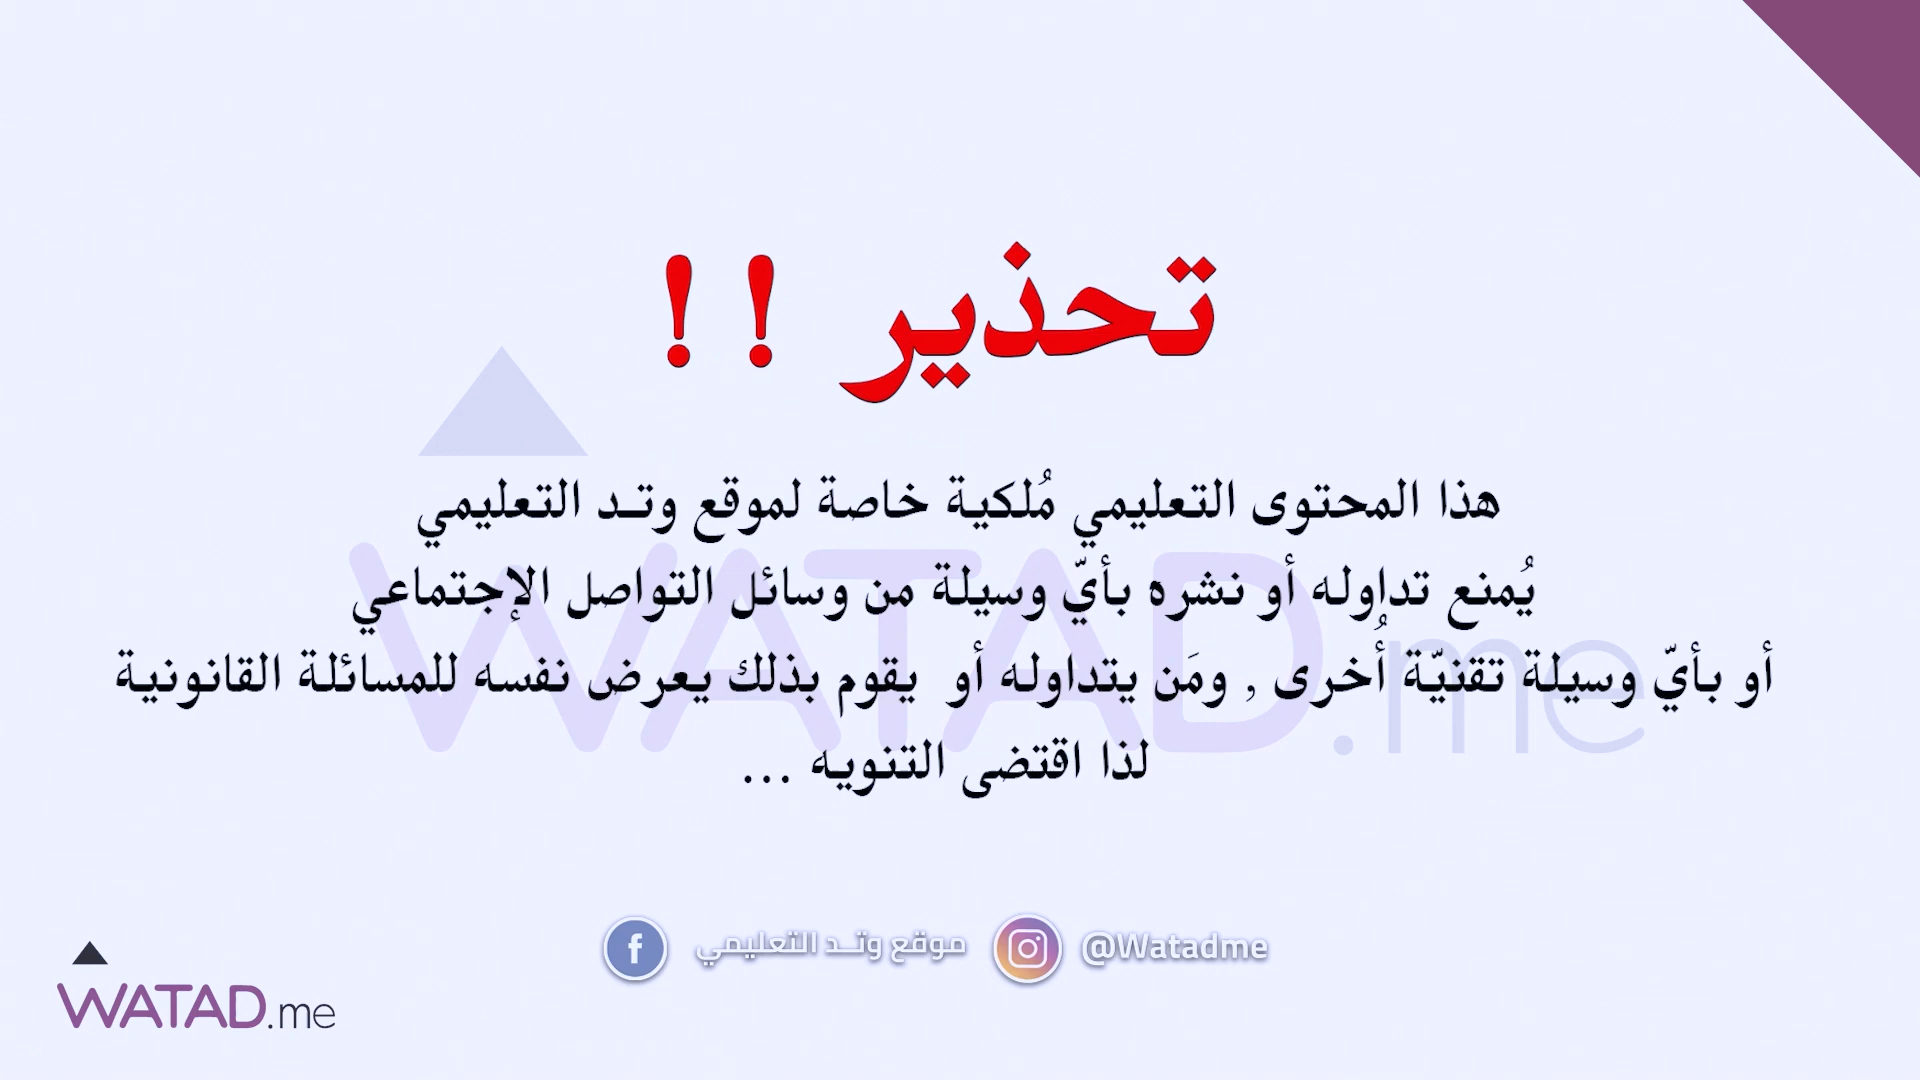 تحذير ! !
هذا المحتوى التعليمي مُلكية خاصة لموقع وتـد التعليمي
يُمنع تداوله أو نشره بأيّ وسيلة من وسائل التواصل الإجتماعي
أو بأيّ وسيلة تقنيّة أُخرى , ومَن يتداوله أو يقوم بذلك يعرض نفسه للمسائلة القانونية
لذا اقتضى التنويه ...
WATAD.me
موقع وتـد التعليمي @Watadme
WATAD.me